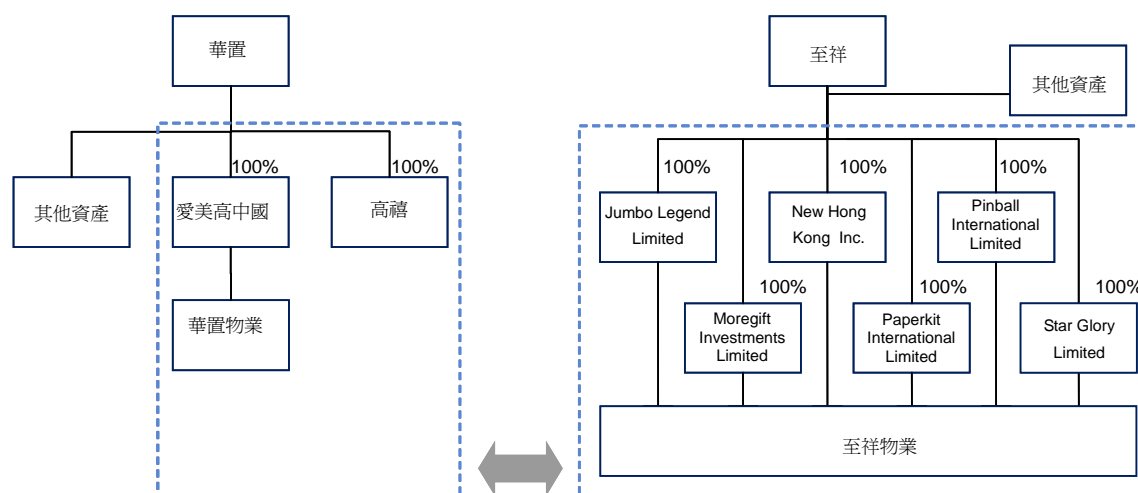 華置
其他資產
100%
愛美高中國
100%
高禧
華置物業
至祥
其他資產
100%
Jumbo Legend
Limited
100%
New Hong
Kong Inc.
100%
Pinball
International
Limited
100%
Moregift
Investments
Limited
100%
Paperkit
International
Limited
100%
Star Glory
Limited
至祥物業